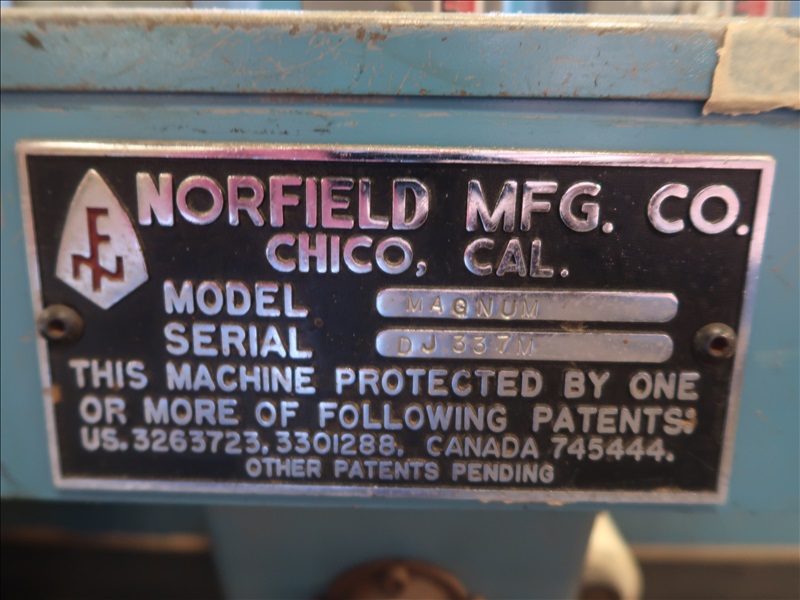 NORFIELD MFG. CO.
CHICO, CAL.
MODEL MAGNUM
SERIAL DJ 337M
THIS MACHINE PROTECTED BY ONE
OR MORE OF FOLLOWING PATENTS:
US. 3263723, 3301288, CANADA 745444.
OTHER PATENTS PENDING